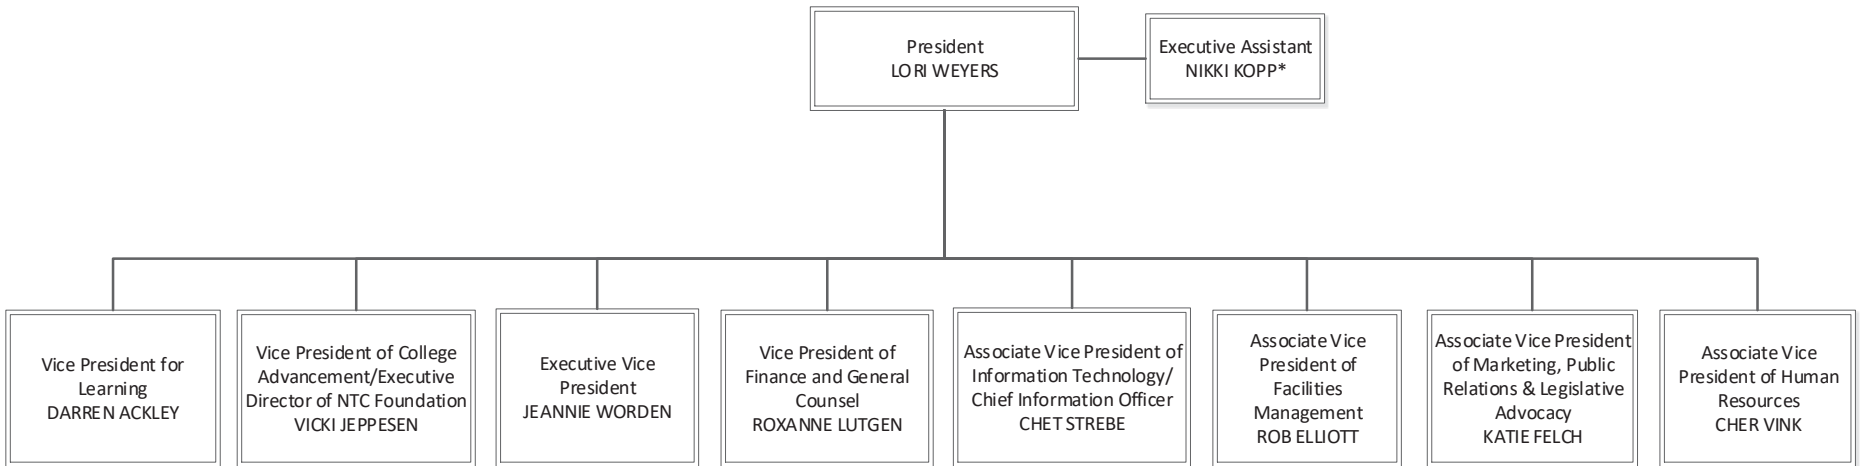 President
LORI WEYERS
Executive Assistant
NIKKI KOPP*
Vice President for
Learning
DARREN ACKLEY
Vice President of College
Advancement/Executive
Director of NTC Foundation
VICKI JEPPESEN
Executive Vice
President
JEANNIE WORDEN
Vice President of
Finance and General
Counsel
ROXANNE LUTGEN
Associate Vice President of
Information Technology/
Chief Information Officer
CHET STREBE
Associate Vice
President of
Facilities
Management
ROB ELLIOTT
Associate Vice President
of Marketing, Public
Relations & Legislative
Advocacy
KATIE FELCH
Associate Vice
President of Human
Resources
CHER VINK